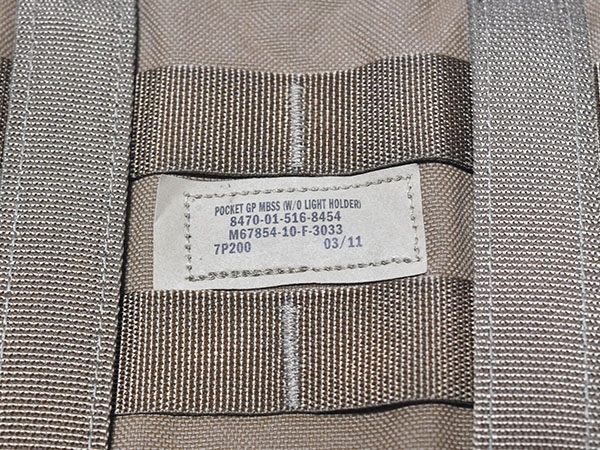 POCKET GP MBSS (W/O LIGHT HOLDER)
8470-01-516-8454
M67854-10-F-3033
7P200 03/11